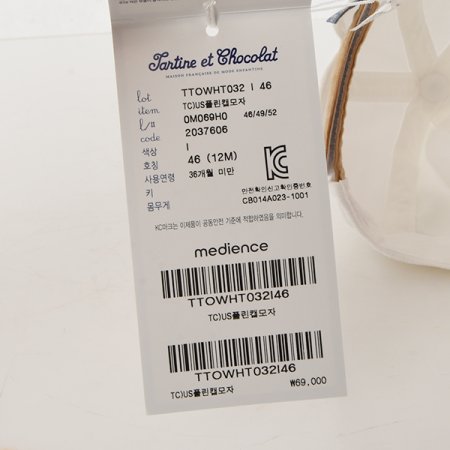 Tartine et Chocolat
MAISON FRANÇAISE DE MODE ENFANTINE
lot TTOWHT032 I 46
item TC)US폴린캡모자
l/# 0M069H0 46/49/52
code 2037606
색상 I
호칭 46 (12M)
사용연령 36개월 미만
키
몸무게
안전확인신고확인증번호
CB014A023-1001
KC마크는 이제품이 공통안전 기준에 적합하였음을 의미합니다.
medience
TTOWHT032I46
TC)US폴린캡모자
TTOWHT032I46
TC)US폴린캡모자 ₩69,000